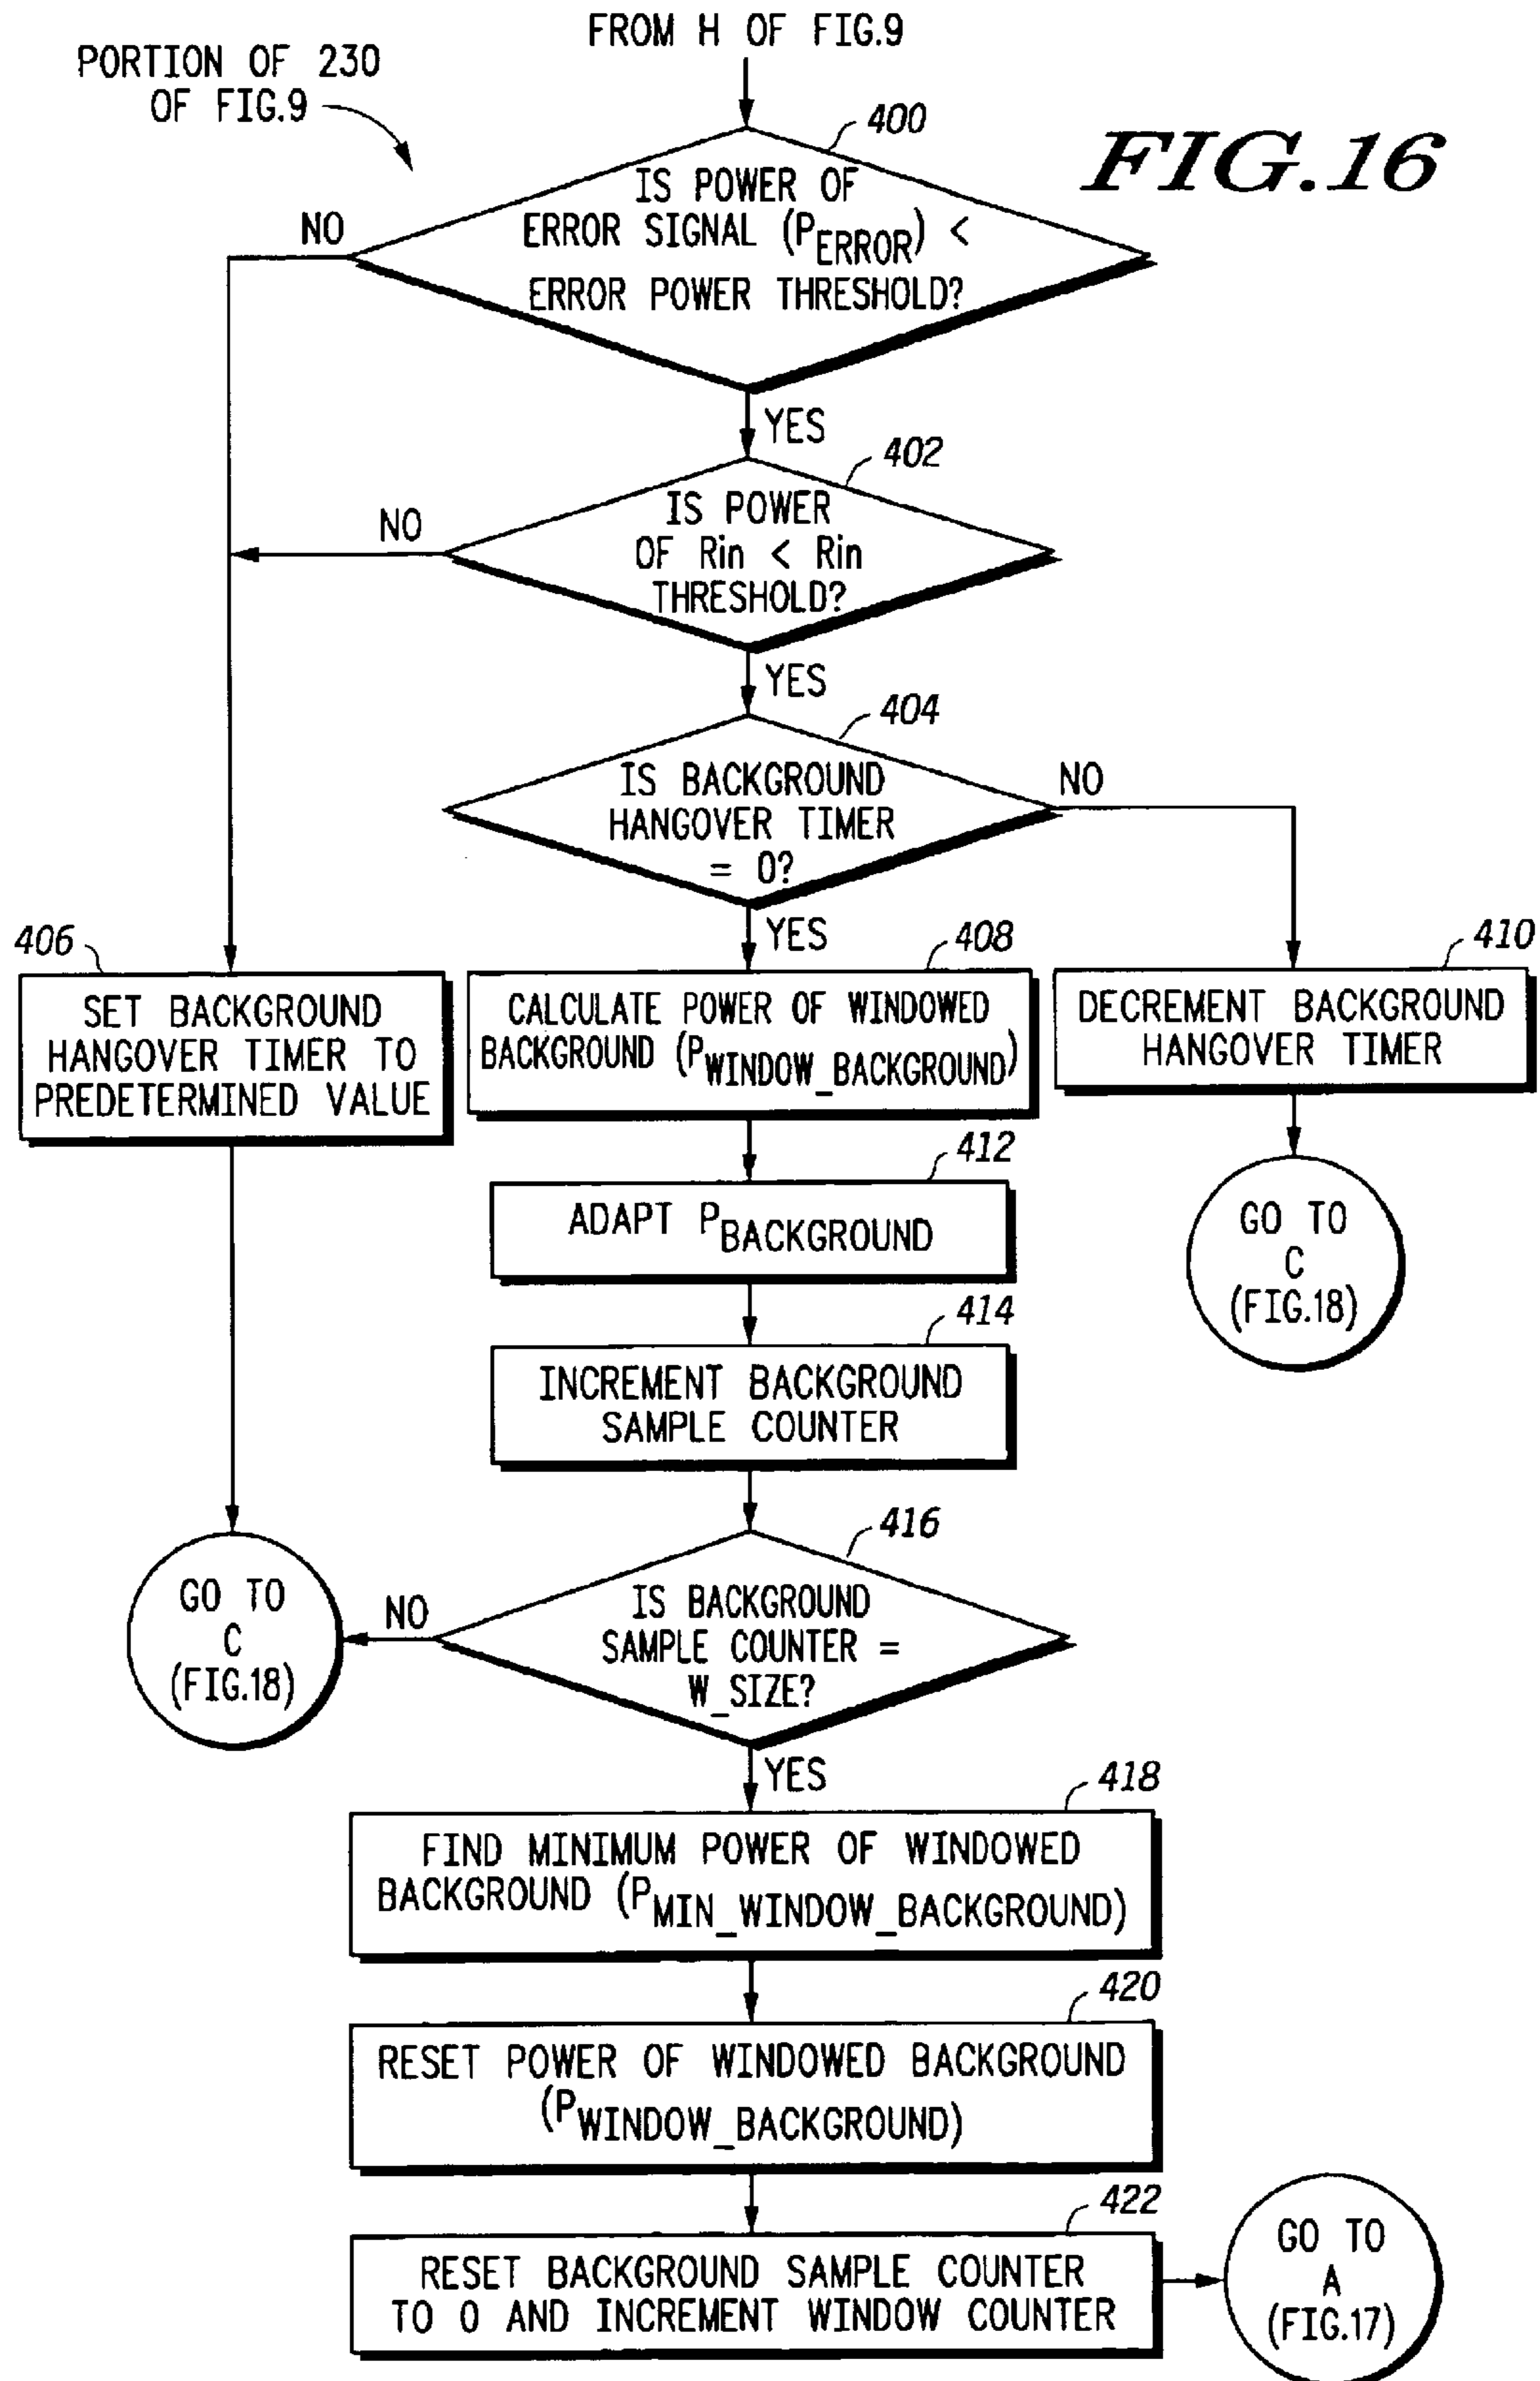 FROM H OF FIG.9
PORTION OF 230
OF FIG.9
FIG.16
400
IS POWER OF
ERROR SIGNAL (PERROR) <
ERROR POWER THRESHOLD?
NO
YES
402
IS POWER
OF Rin < Rin
THRESHOLD?
NO
YES
404
IS BACKGROUND
HANGOVER TIMER
= 0?
NO
YES
406
SET BACKGROUND
HANGOVER TIMER TO
PREDETERMINED VALUE
408
CALCULATE POWER OF WINDOWED
BACKGROUND (PWINDOW_BACKGROUND)
410
DECREMENT BACKGROUND
HANGOVER TIMER
412
ADAPT PBACKGROUND
GO TO
C
(FIG.18)
414
INCREMENT BACKGROUND
SAMPLE COUNTER
416
IS BACKGROUND
SAMPLE COUNTER =
W_SIZE?
NO
GO TO
C
(FIG.18)
YES
418
FIND MINIMUM POWER OF WINDOWED
BACKGROUND (PMIN_WINDOW_BACKGROUND)
420
RESET POWER OF WINDOWED BACKGROUND
(PWINDOW_BACKGROUND)
422
RESET BACKGROUND SAMPLE COUNTER
TO 0 AND INCREMENT WINDOW COUNTER
GO TO
A
(FIG.17)